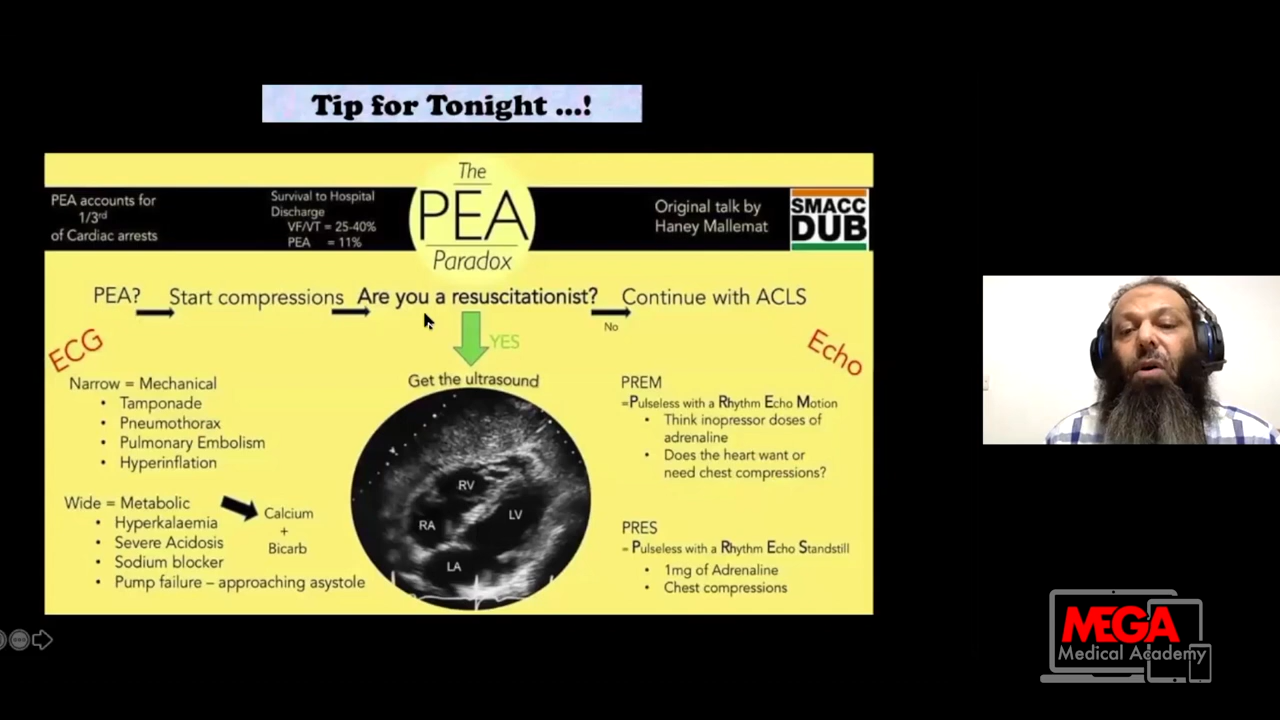 Tip for Tonight ...!
PEA accounts for
1/3rd
of Cardiac arrests
Survival to Hospital
Discharge
VF/VT = 25-40%
PEA = 11%
The
PEA
Paradox
Original talk by
Haney Mallemat
SMACC
DUB
PEA?
Start compressions
Are you a resuscitationist?
Continue with ACLS
No
YES
ECG
Echo
Get the ultrasound
Narrow = Mechanical
• Tamponade
• Pneumothorax
• Pulmonary Embolism
• Hyperinflation
Wide = Metabolic
• Hyperkalaemia
• Severe Acidosis
• Sodium blocker
• Pump failure – approaching asystole
Calcium
+
Bicarb
RV
RA
LV
LA
PREM
=Pulseless with a Rhythm Echo Motion
• Think inopressor doses of
adrenaline
• Does the heart want or
need chest compressions?
PRES
= Pulseless with a Rhythm Echo Standstill
• 1mg of Adrenaline
• Chest compressions
MEGA
Medical Academy